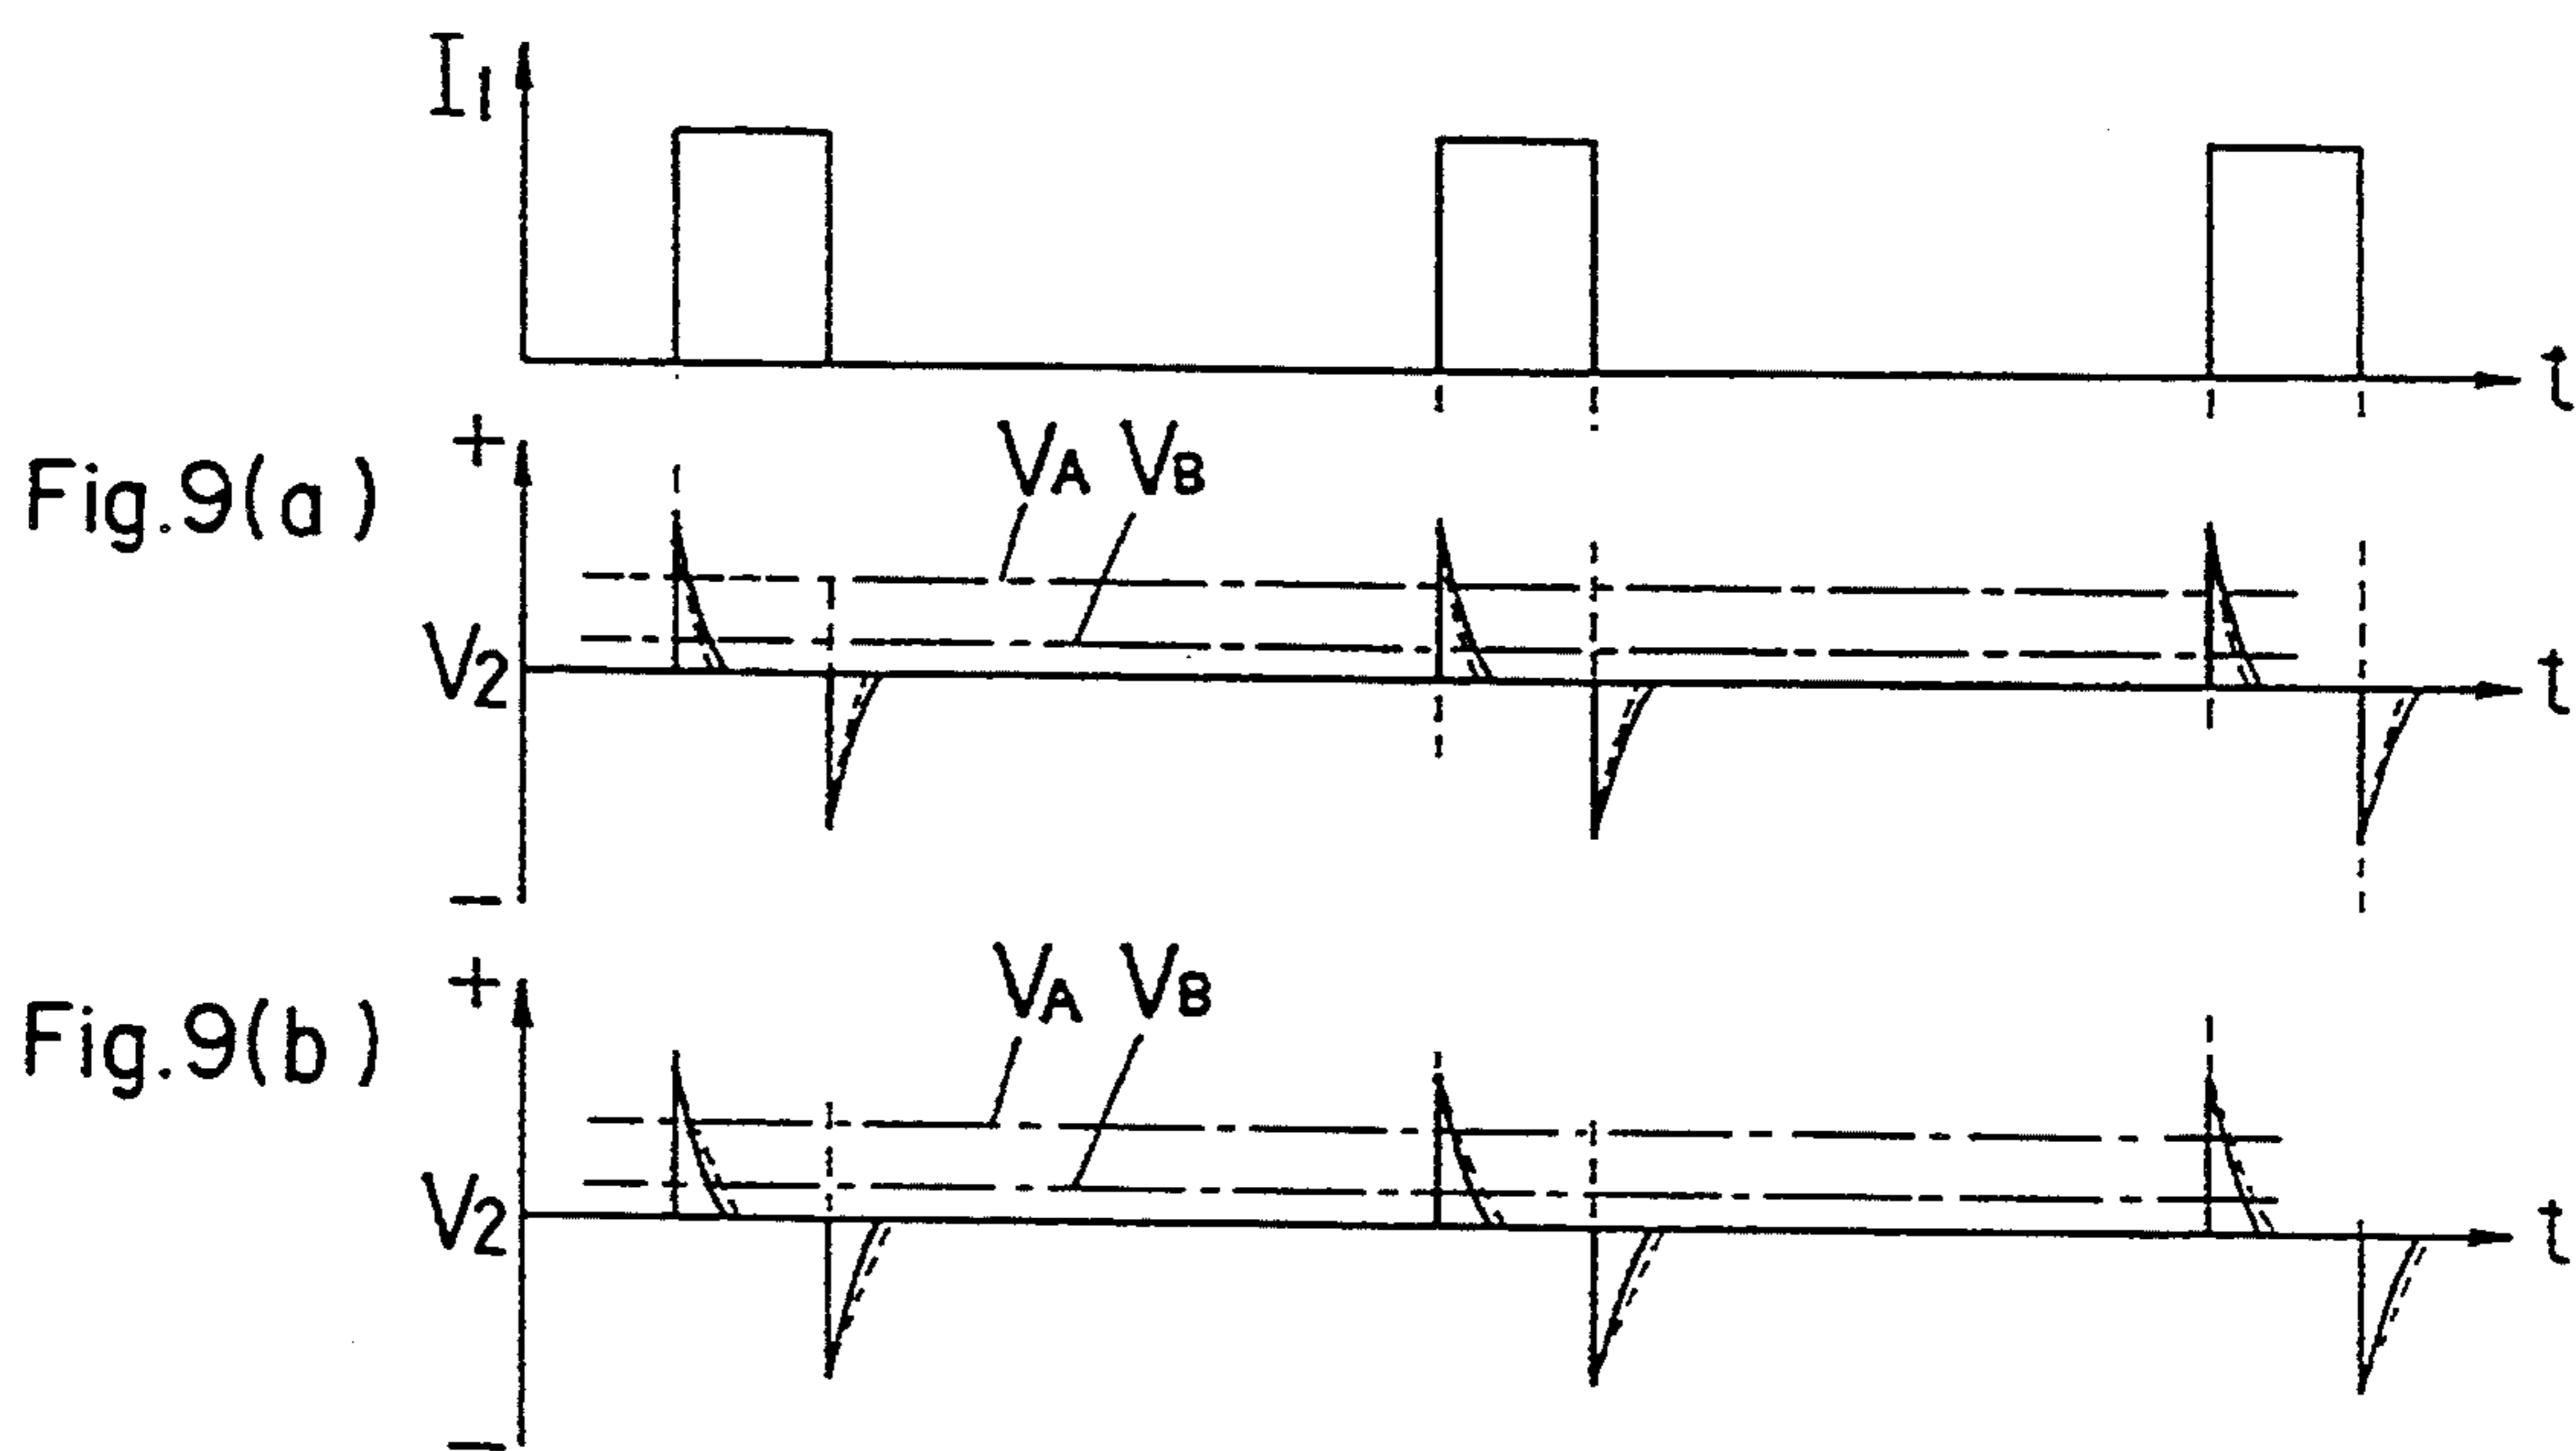 I1
t
Fig.9(a)
+
VA VB
V2
t
−
Fig.9(b)
+
VA VB
V2
t
−